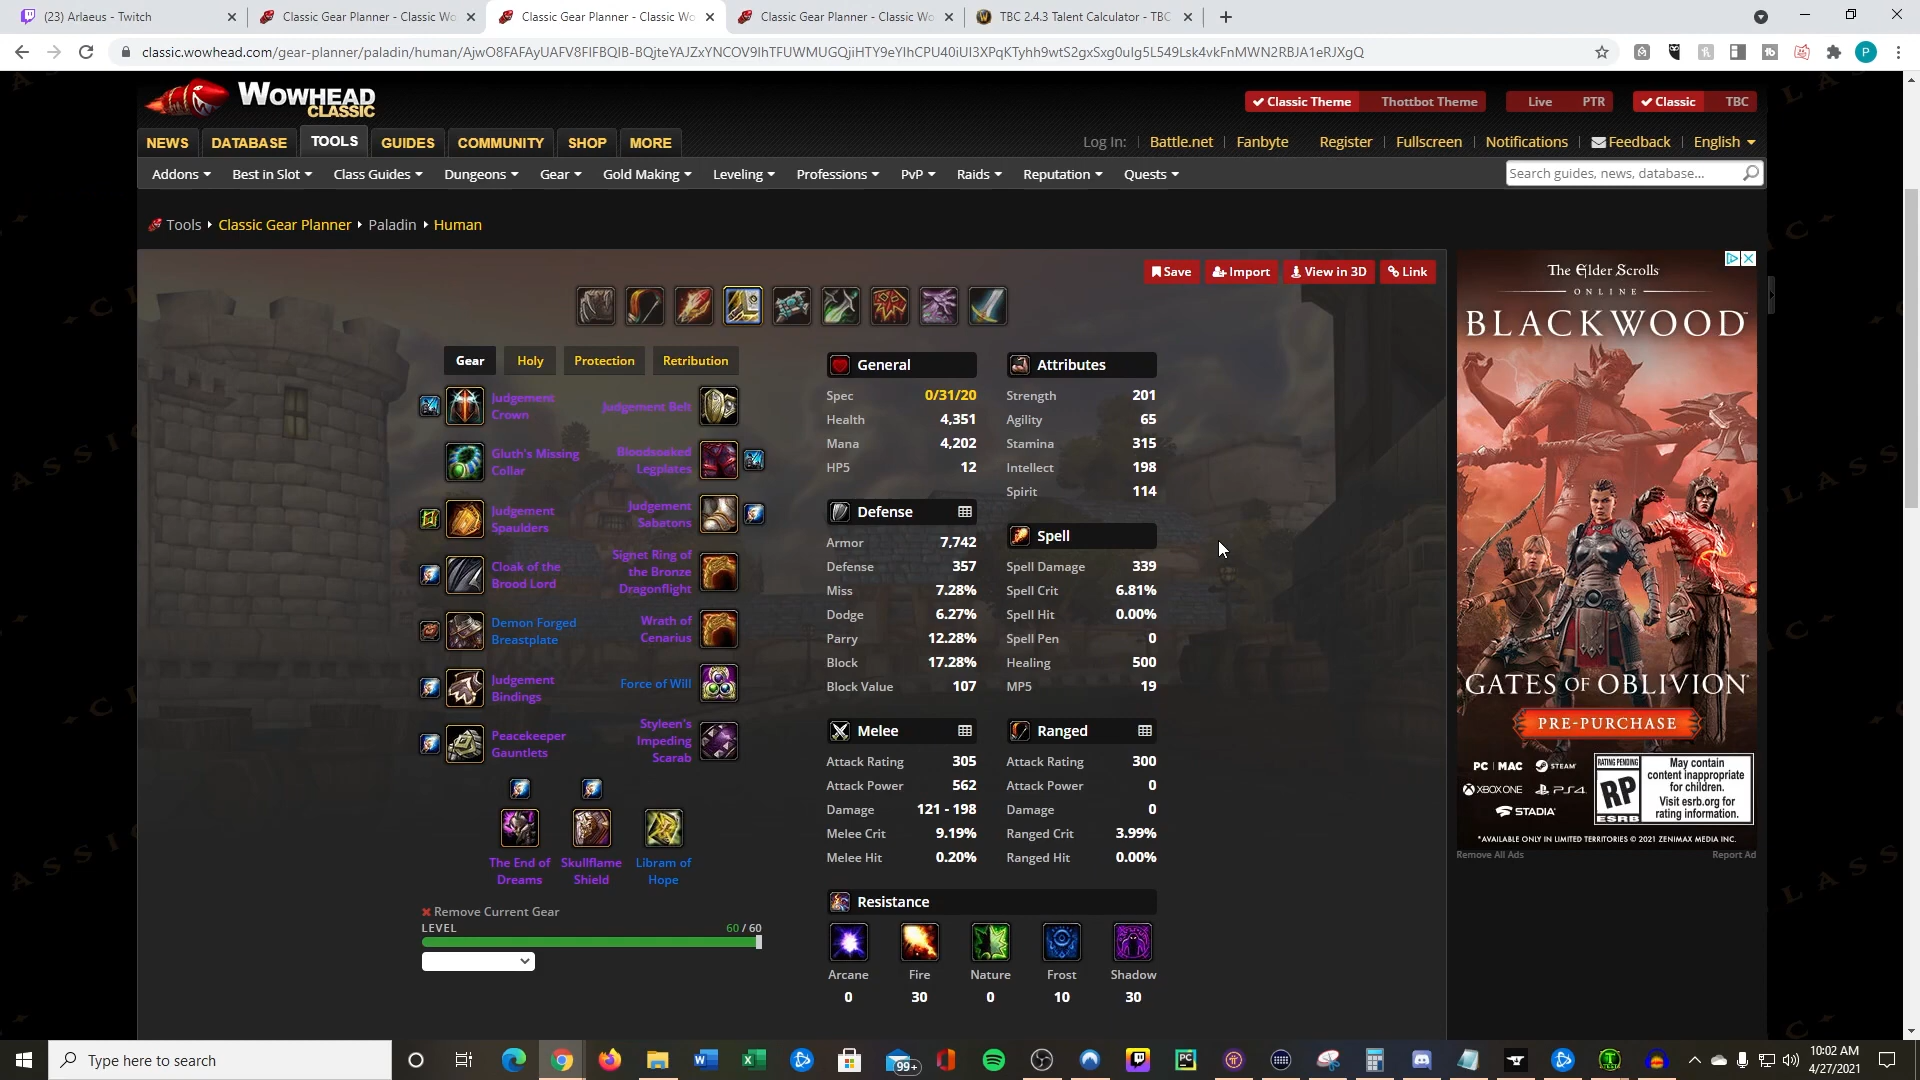 (23) Arlaeus - Twitch
Classic Gear Planner - Classic Wo
Classic Gear Planner - Classic Wo
Classic Gear Planner - Classic Wo
TBC 2.4.3 Talent Calculator - TBC
classic.wowhead.com/gear-planner/paladin/human/AjwO8FAFAyUAFV8FIFBQIB-BQjteYAJZxYNCOV9IhTFUWMUGQjiHTY9eYIhCPU40iUI3XPqKTyhh9wtS2gxSxg0uIg5L549Lsk4vkFnMWN2RBJA1eRJXgQ
P
WOWHEAD
CLASSIC
Classic Theme
Thottbot Theme
Live
PTR
Classic
TBC
NEWS
DATABASE
TOOLS
GUIDES
COMMUNITY
SHOP
MORE
Log In:
Battle.net
Fanbyte
Register
Fullscreen
Notifications
Feedback
English
Addons
Best in Slot
Class Guides
Dungeons
Gear
Gold Making
Leveling
Professions
PvP
Raids
Reputation
Quests
Search guides, news, database...
Tools
Classic Gear Planner
Paladin
Human
Save
Import
View in 3D
Link
Gear
Holy
Protection
Retribution
Judgement
Crown
Gluth's Missing
Collar
Judgement
Spaulders
Cloak of the
Brood Lord
Demon Forged
Breastplate
Judgement
Bindings
Peacekeeper
Gauntlets
Judgement Belt
Bloodsoaked
Legplates
Judgement
Sabatons
Signet Ring of
the Bronze
Dragonflight
Wrath of
Cenarius
Force of Will
Styleen's
Impeding
Scarab
The End of
Dreams
Skullflame
Shield
Libram of
Hope
Remove Current Gear
LEVEL 60 / 60
General
Spec 0/31/20
Health 4,351
Mana 4,202
HP5 12
Defense
Armor 7,742
Defense 357
Miss 7.28%
Dodge 6.27%
Parry 12.28%
Block 17.28%
Block Value 107
Melee
Attack Rating 305
Attack Power 562
Damage 121 - 198
Melee Crit 9.19%
Melee Hit 0.20%
Attributes
Strength 201
Agility 65
Stamina 315
Intellect 198
Spirit 114
Spell
Spell Damage 339
Spell Crit 6.81%
Spell Hit 0.00%
Spell Pen 0
Healing 500
MP5 19
Ranged
Attack Rating 300
Attack Power 0
Damage 0
Ranged Crit 3.99%
Ranged Hit 0.00%
Resistance
Arcane
Fire
Nature
Frost
Shadow
0
30
0
10
30
The Elder Scrolls
ONLINE
BLACKWOOD
GATES OF OBLIVION
PRE-PURCHASE
PC | MAC
STEAM
XBOX ONE
PS4
STADIA
RATING PENDING
RP
ESRB
May contain
content inappropriate
for children.
Visit esrb.org for
rating information.
*AVAILABLE ONLY IN LIMITED TERRITORIES © 2021 ZENIMAX MEDIA INC.
Remove All Ads
Report Ad
Type here to search
99+
10:02 AM
4/27/2021